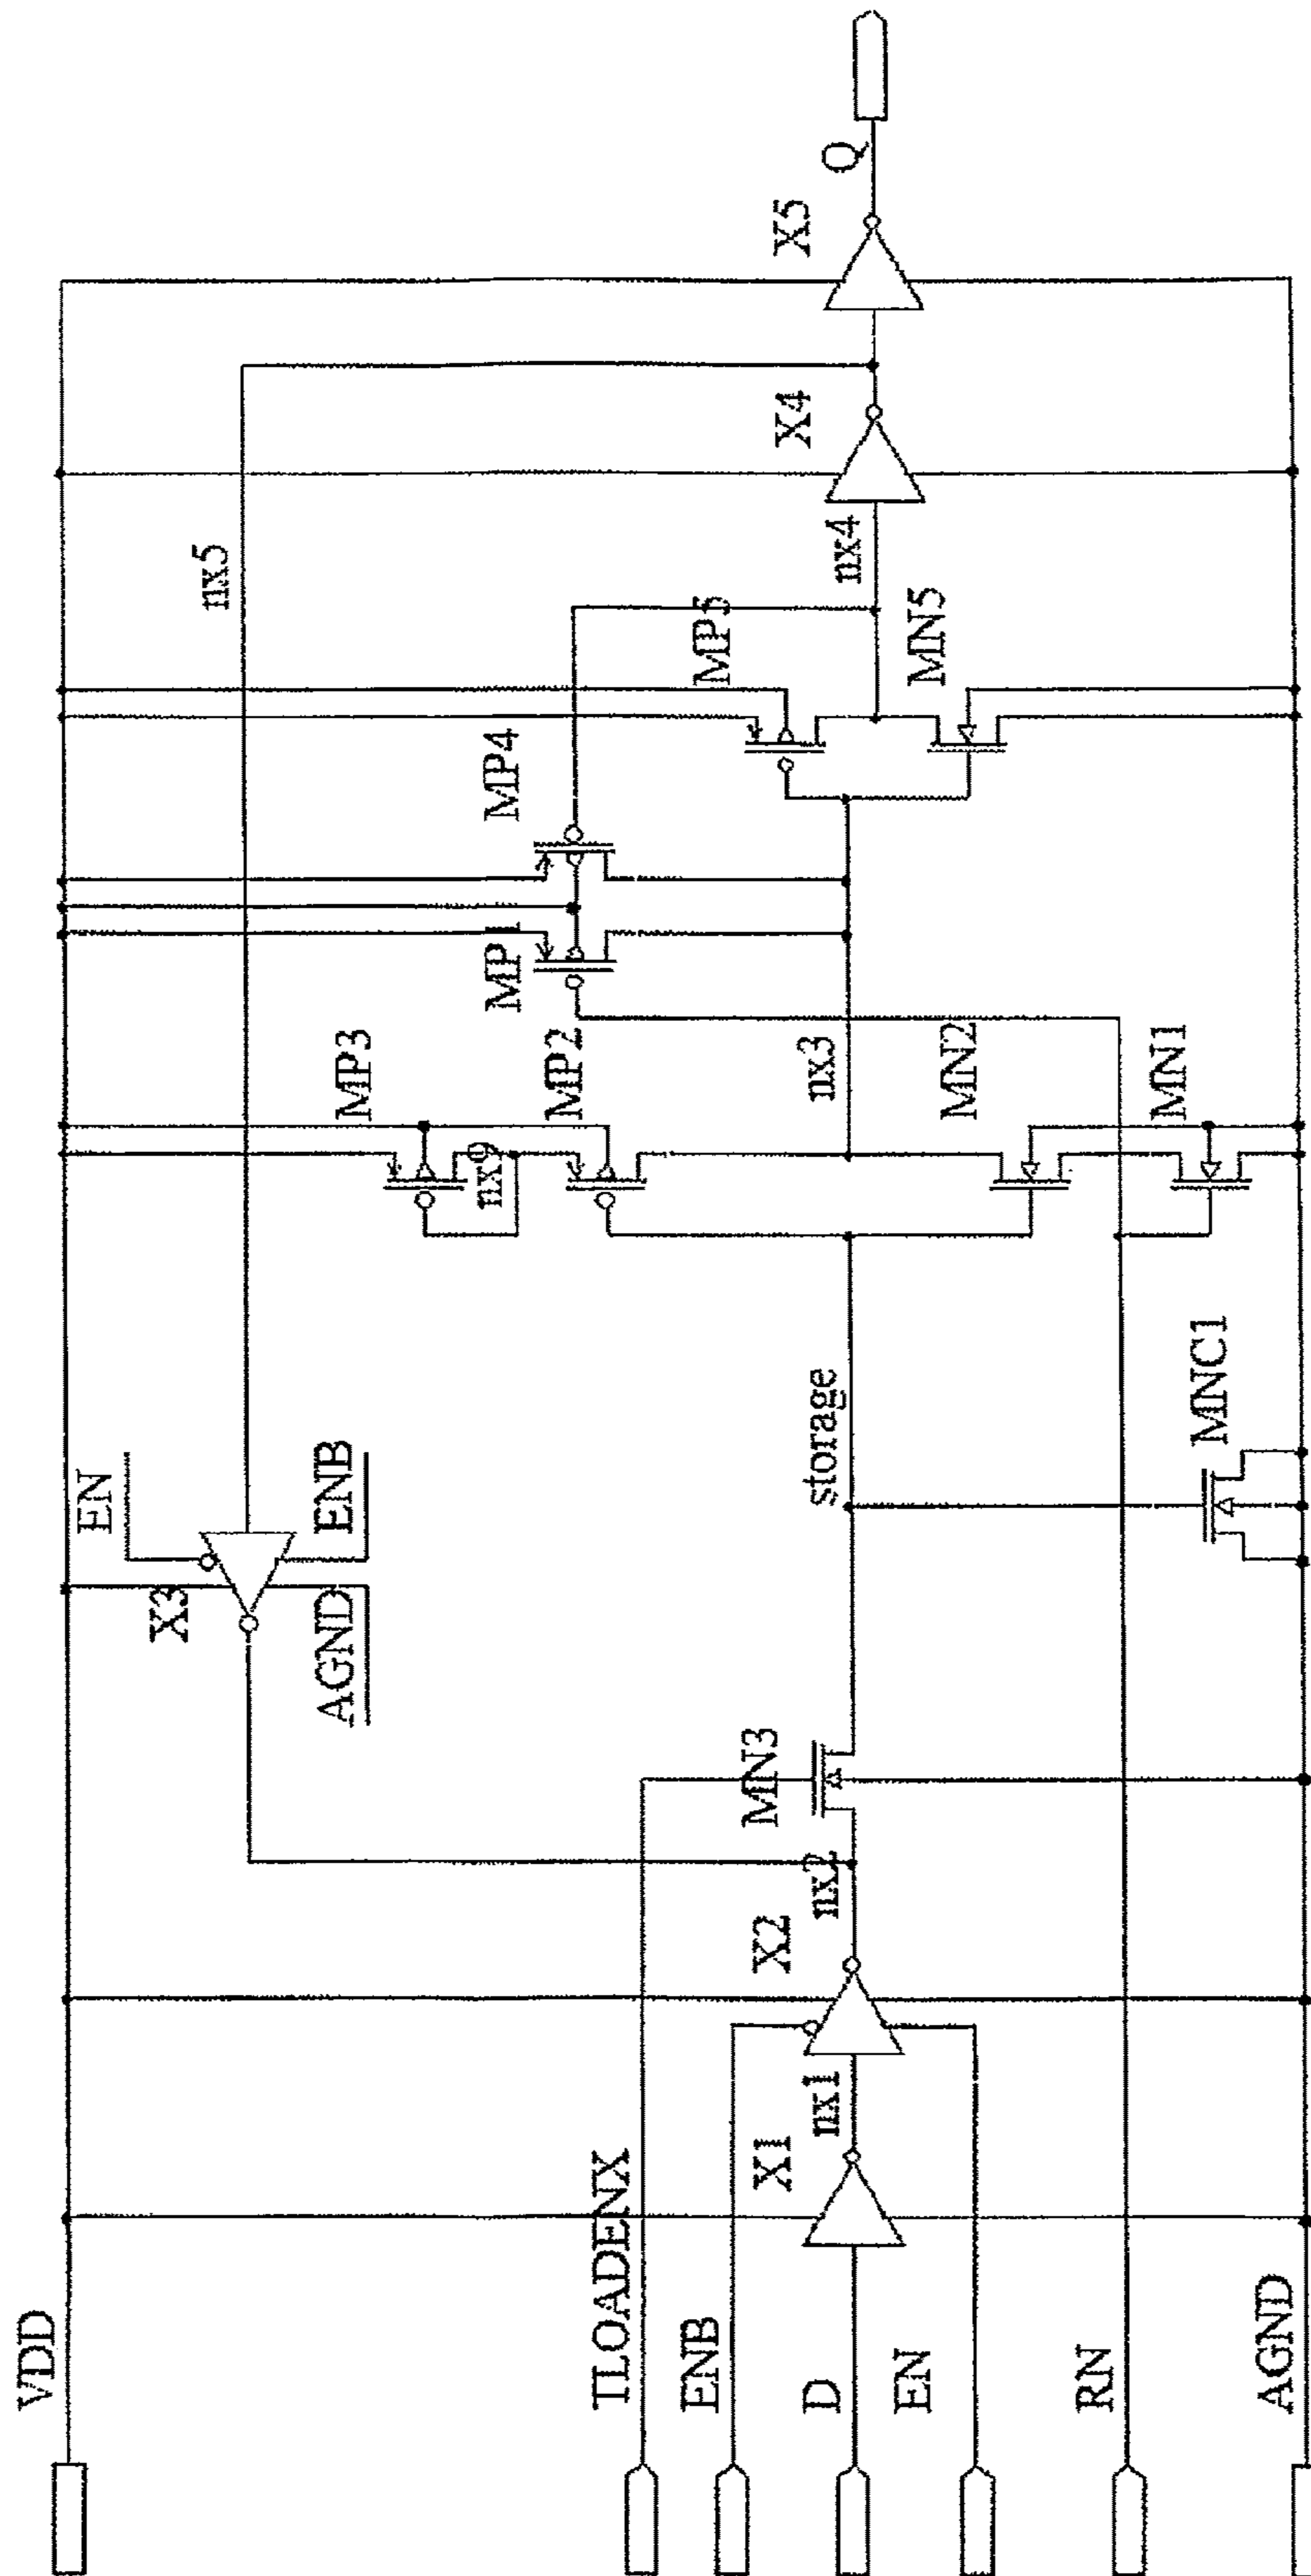 VDD
TLOADENX
ENB
D
EN
RN
AGND
X1
nx1
X2
nx2
MN3
X3
EN
ENB
AGND
storage
MNC1
MP3
nx9
MP2
nx3
MN2
MN1
MP1
MP4
MP5
MN5
nx5
nx4
X4
X5
Q